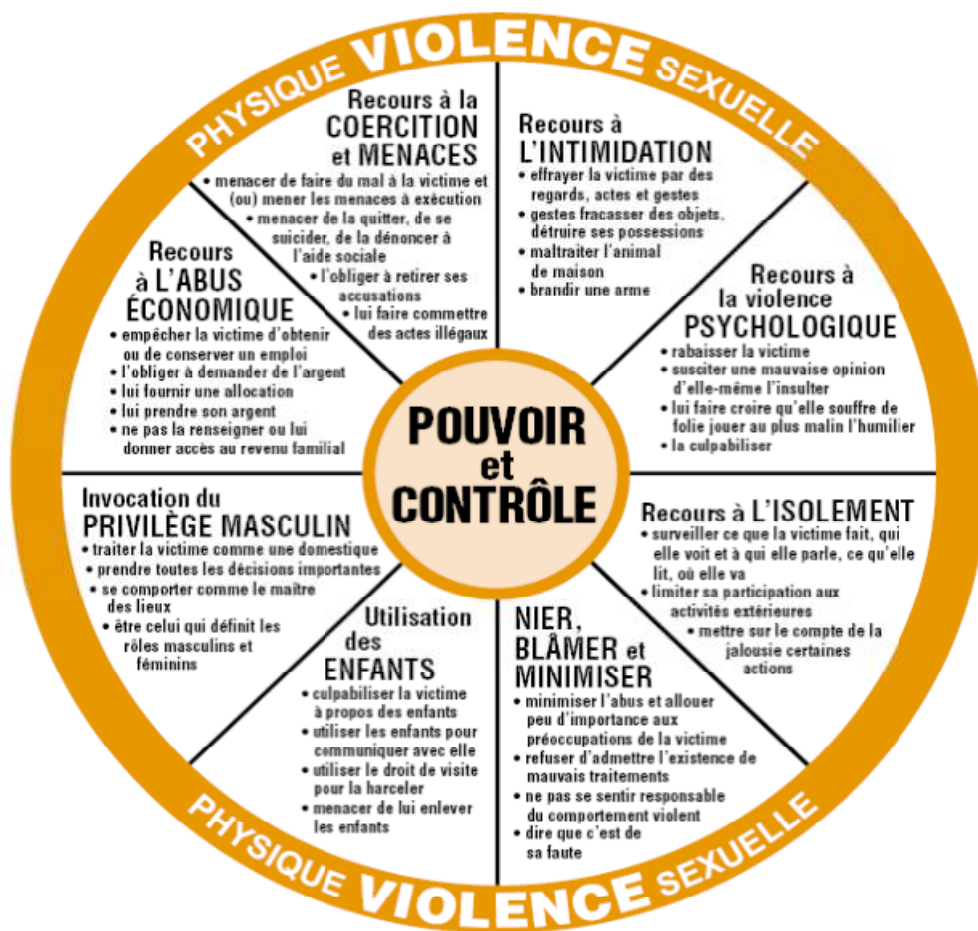 PHYSIQUE VIOLENCE SEXUELLE
Recours à la
COERCITION
et MENACES
• menacer de faire du mal à la victime et
(ou) mener les menaces à exécution
• menacer de la quitter, de se
suicider, de la dénoncer à
l'aide sociale
• l'obliger à retirer ses
accusations
• lui faire commettre
des actes illégaux
Recours à
L'INTIMIDATION
• effrayer la victime par des
regards, actes et gestes
• gestes fracasser des objets,
détruire ses possessions
• maltraiter l'animal
de maison
• brandir une arme
Recours à
la violence
PSYCHOLOGIQUE
• rabaisser la victime
• susciter une mauvaise opinion
d'elle-même l'insulter
• lui faire croire qu'elle souffre de
folie jouer au plus malin l'humilier
• la culpabiliser
Recours à L'ISOLEMENT
• surveiller ce que la victime fait, qui
elle voit et à qui elle parle, ce qu'elle
lit, où elle va
• limiter sa participation aux
activités extérieures
• mettre sur le compte de la
jalousie certaines
actions
NIER,
BLÂMER et
MINIMISER
• minimiser l'abus et allouer
peu d'importance aux
préoccupations de la victime
• refuser d'admettre l'existence de
mauvais traitements
• ne pas se sentir responsable
du comportement violent
• dire que c'est de
sa faute
Utilisation
des
ENFANTS
• culpabiliser la victime
à propos des enfants
• utiliser les enfants pour
communiquer avec elle
• utiliser le droit de visite
pour la harceler
• menacer de lui enlever
les enfants
Invocation du
PRIVILÈGE MASCULIN
• traiter la victime comme une domestique
• prendre toutes les décisions importantes
• se comporter comme le maître
des lieux
• être celui qui définit les
rôles masculins et
féminins
Recours
à L'ABUS
ÉCONOMIQUE
• empêcher la victime d'obtenir
ou de conserver un emploi
• l'obliger à demander de l'argent
• lui fournir une allocation
• lui prendre son argent
• ne pas la renseigner ou lui
donner accès au revenu familial
POUVOIR
et
CONTRÔLE
PHYSIQUE VIOLENCE SEXUELLE